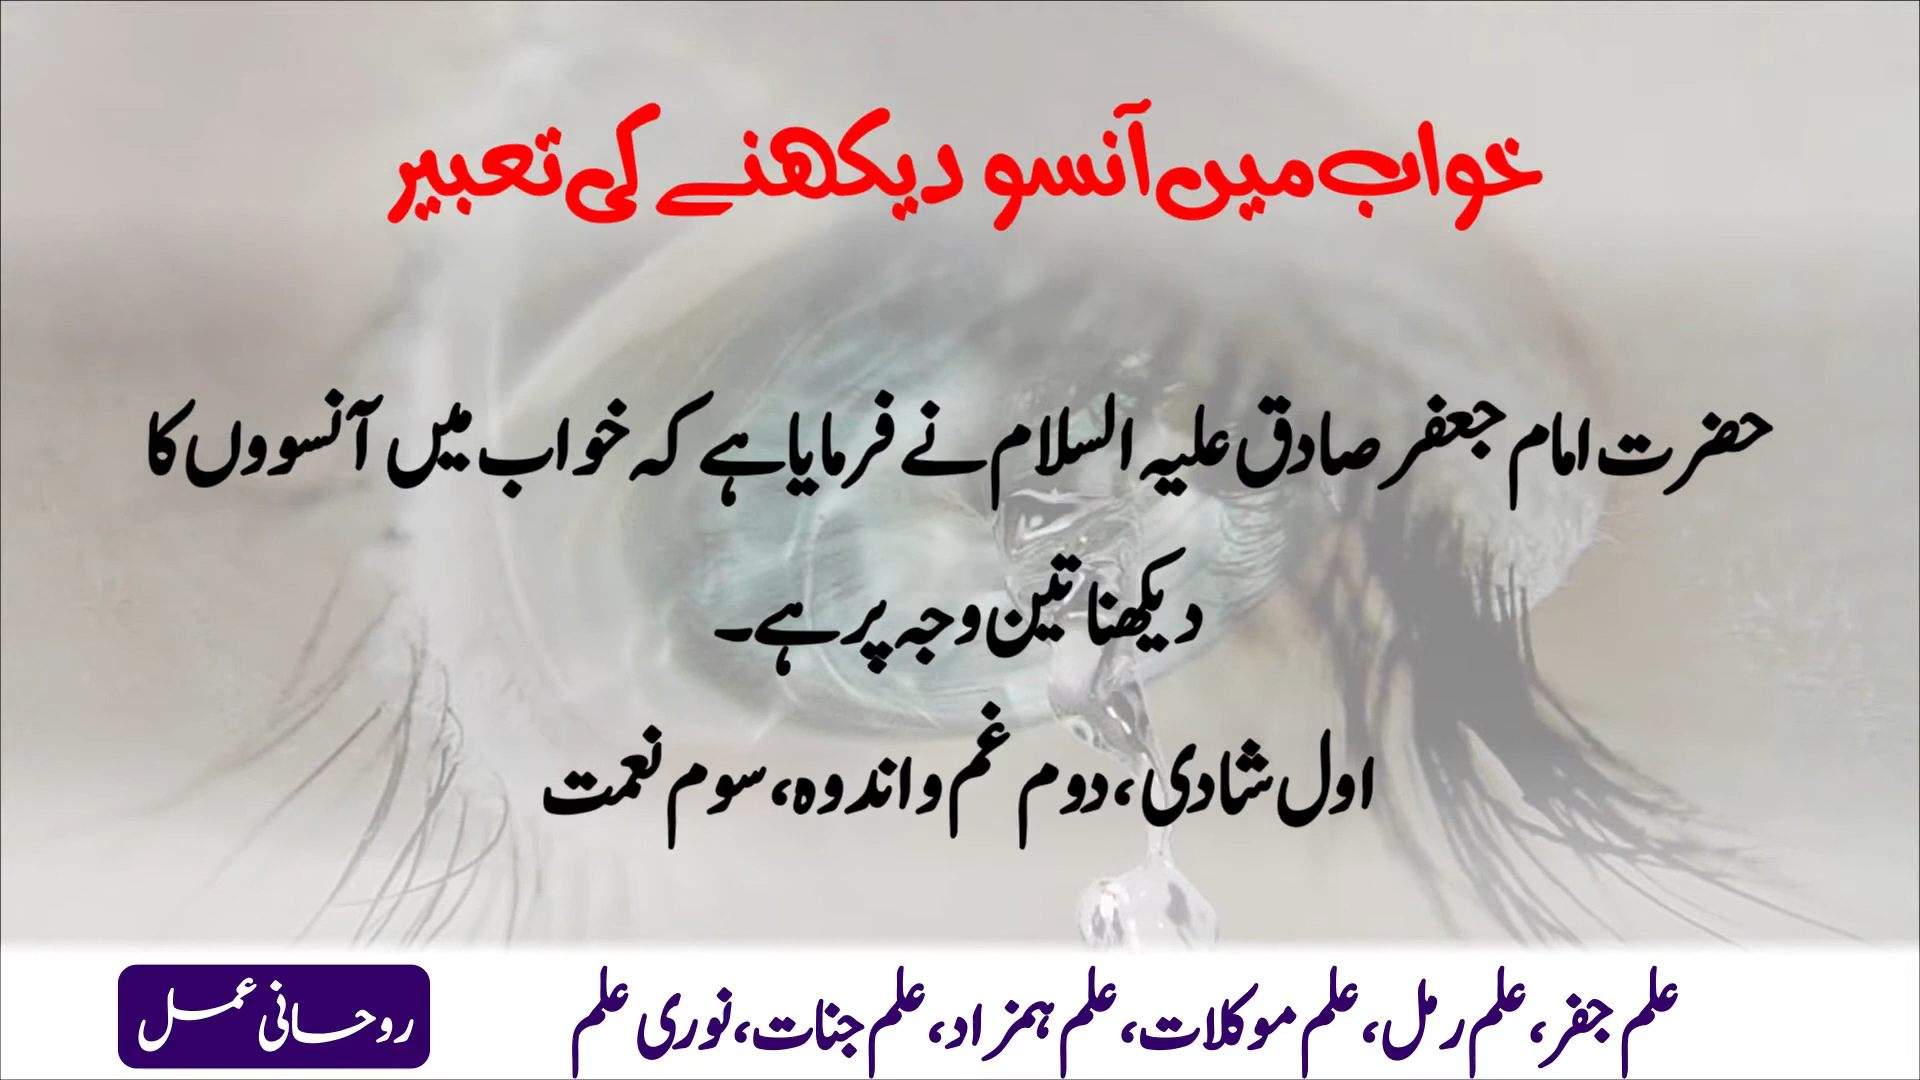 خواب میں آنسو دیکھنے کی تعبیر
حضرت امام جعفر صادق علیہ السلام نے فرمایا ہے کہ خواب میں آنسووں کا
دیکھنا تین وجہ پر ہے۔
اول شادی، دوم غم و اندوہ، سوم نعمت
علم جفر، علم رمل، علم موکلات، علم ہمزاد، علم جنات، نوری علم
روحانی عمل